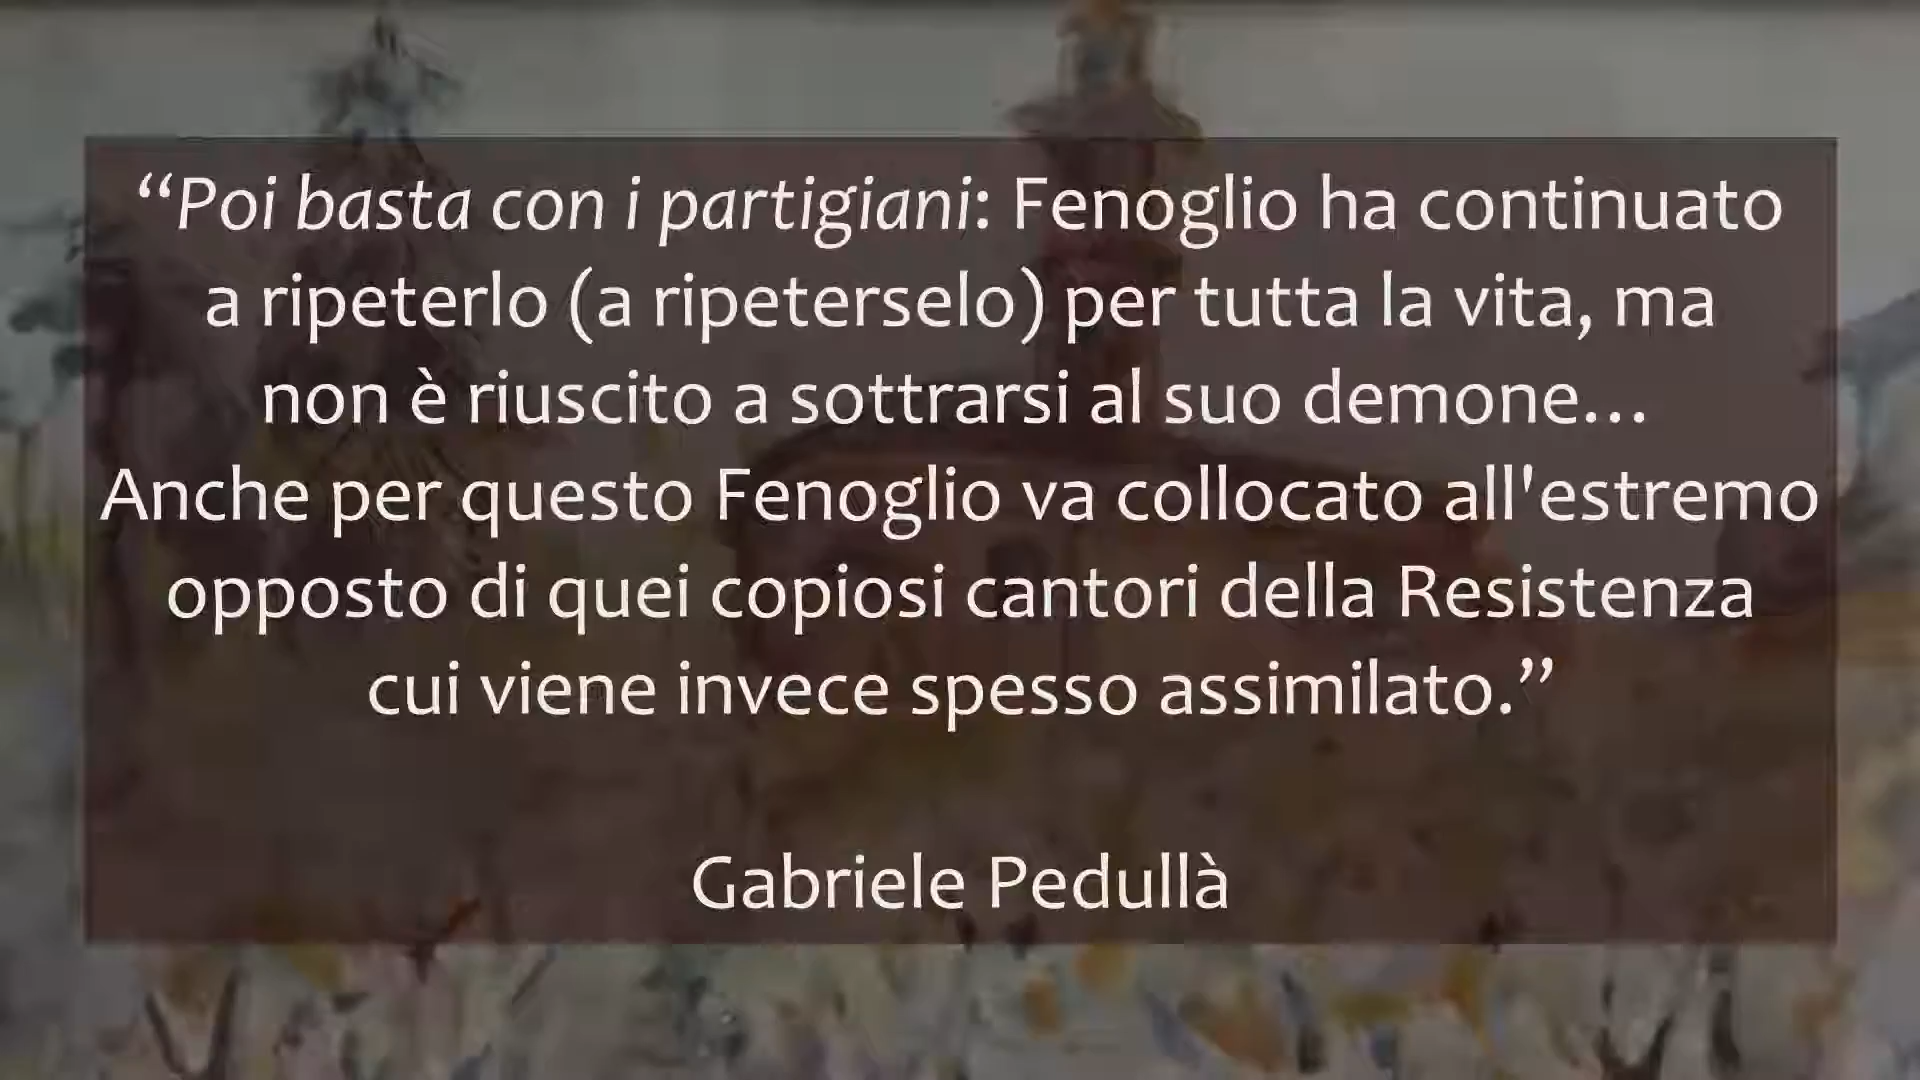 “Poi basta con i partigiani: Fenoglio ha continuato
a ripeterlo (a ripeterselo) per tutta la vita, ma
non è riuscito a sottrarsi al suo demone...
Anche per questo Fenoglio va collocato all'estremo
opposto di quei copiosi cantori della Resistenza
cui viene invece spesso assimilato.”
Gabriele Pedullà